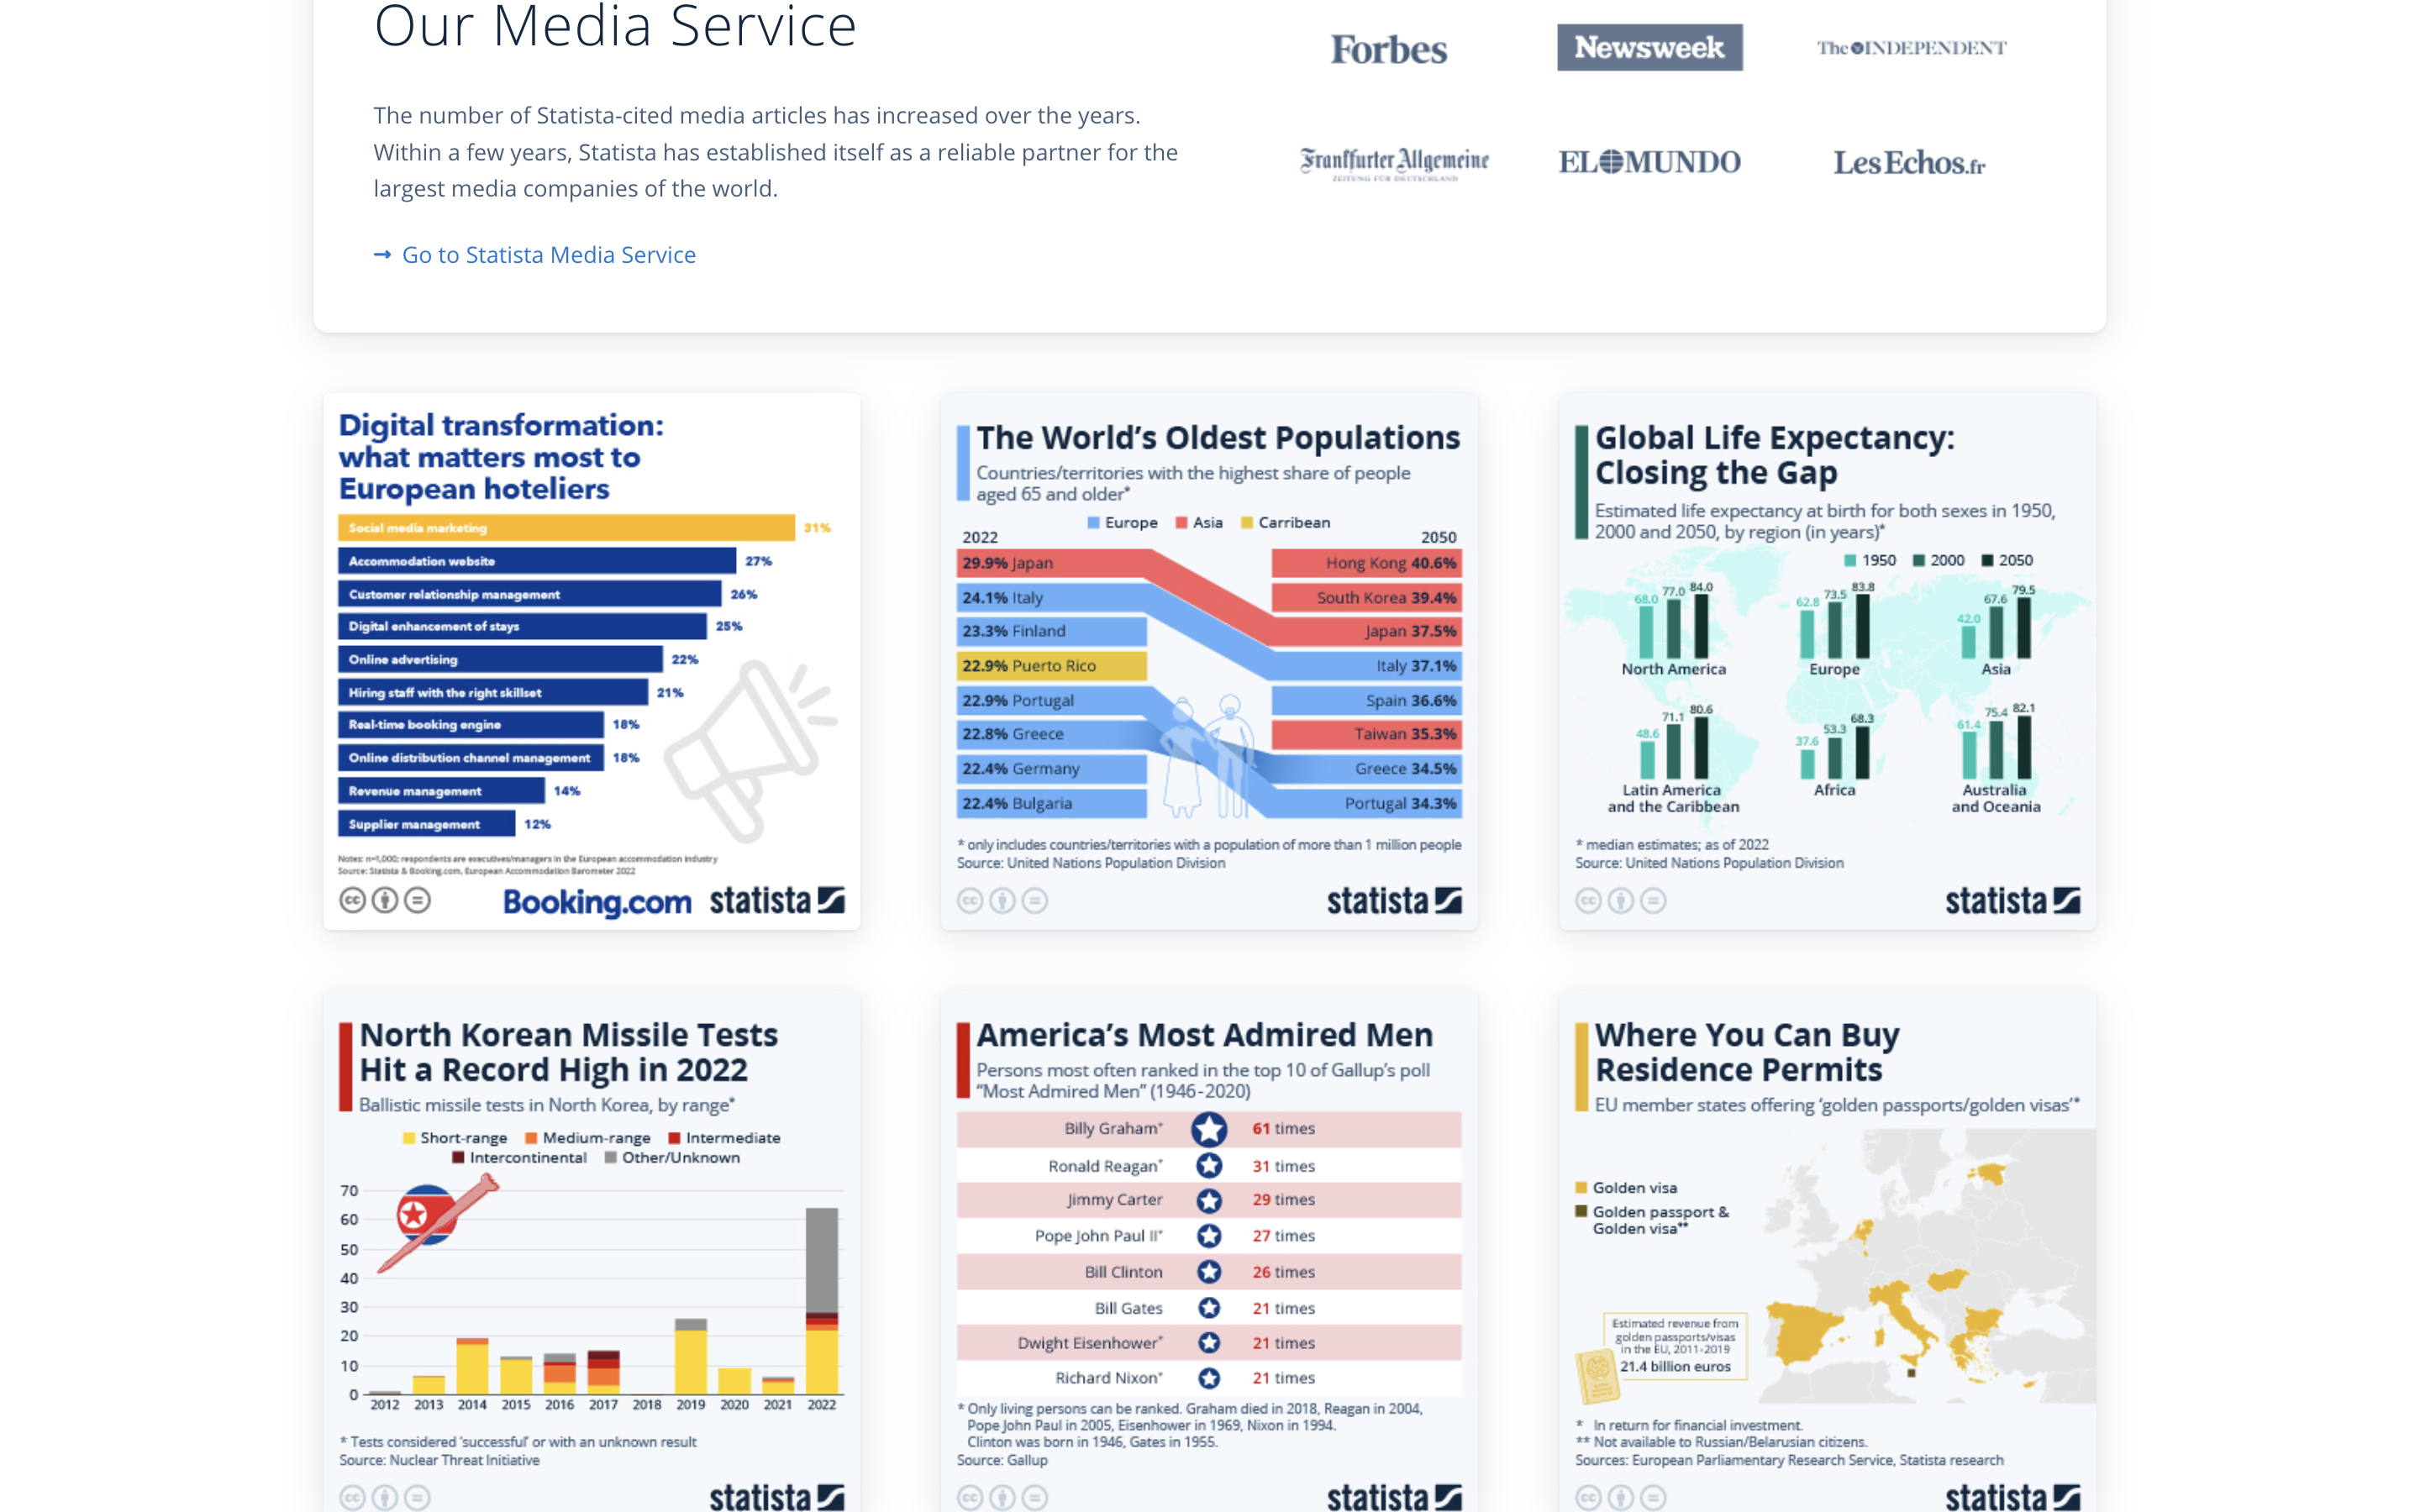 Our Media Service
The number of Statista-cited media articles has increased over the years.
Within a few years, Statista has established itself as a reliable partner for the
largest media companies of the world.
→ Go to Statista Media Service
Forbes
Newsweek
The INDEPENDENT
Frankfurter Allgemeine
ZEITUNG FÜR DEUTSCHLAND
EL MUNDO
LesEchos.fr
Digital transformation:
what matters most to
European hoteliers
Social media marketing 31%
Accommodation website 27%
Customer relationship management 26%
Digital enhancement of stays 25%
Online advertising 22%
Hiring staff with the right skillset 21%
Real-time booking engine 18%
Online distribution channel management 18%
Revenue management 14%
Supplier management 12%
Notes: n=1,000; respondents are executives/managers in the European accommodation industry
Source: Statista & Booking.com, European Accommodation Barometer 2022
cc
Booking.com statista
The World's Oldest Populations
Countries/territories with the highest share of people
aged 65 and older*
Europe Asia Carribean
2022 2050
29.9% Japan Hong Kong 40.6%
24.1% Italy South Korea 39.4%
23.3% Finland Japan 37.5%
22.9% Puerto Rico Italy 37.1%
22.9% Portugal Spain 36.6%
22.8% Greece Taiwan 35.3%
22.4% Germany Greece 34.5%
22.4% Bulgaria Portugal 34.3%
* only includes countries/territories with a population of more than 1 million people
Source: United Nations Population Division
cc
statista
Global Life Expectancy:
Closing the Gap
Estimated life expectancy at birth for both sexes in 1950,
2000 and 2050, by region (in years)*
1950 2000 2050
68.0 77.0 84.0
North America
62.8 73.5 83.8
Europe
42.0 67.6 79.5
Asia
48.6 71.1 80.6
Latin America
and the Caribbean
37.6 53.3 68.3
Africa
61.4 75.4 82.1
Australia
and Oceania
* median estimates; as of 2022
Source: United Nations Population Division
cc
statista
North Korean Missile Tests
Hit a Record High in 2022
Ballistic missile tests in North Korea, by range*
Short-range Medium-range Intermediate
Intercontinental Other/Unknown
70
60
50
40
30
20
10
0
2012 2013 2014 2015 2016 2017 2018 2019 2020 2021 2022
* Tests considered 'successful' or with an unknown result
Source: Nuclear Threat Initiative
cc
statista
America's Most Admired Men
Persons most often ranked in the top 10 of Gallup's poll
"Most Admired Men" (1946-2020)
Billy Graham* 61 times
Ronald Reagan* 31 times
Jimmy Carter 29 times
Pope John Paul II* 27 times
Bill Clinton 26 times
Bill Gates 21 times
Dwight Eisenhower* 21 times
Richard Nixon* 21 times
* Only living persons can be ranked. Graham died in 2018, Reagan in 2004,
Pope John Paul in 2005, Eisenhower in 1969, Nixon in 1994.
Clinton was born in 1946, Gates in 1955.
Source: Gallup
cc
statista
Where You Can Buy
Residence Permits
EU member states offering 'golden passports/golden visas'*
Golden visa
Golden passport &
Golden visa**
Estimated revenue from
golden passports/visas
in the EU, 2011-2019
21.4 billion euros
* In return for financial investment.
** Not available to Russian/Belarusian citizens.
Sources: European Parliamentary Research Service, Statista research
cc
statista